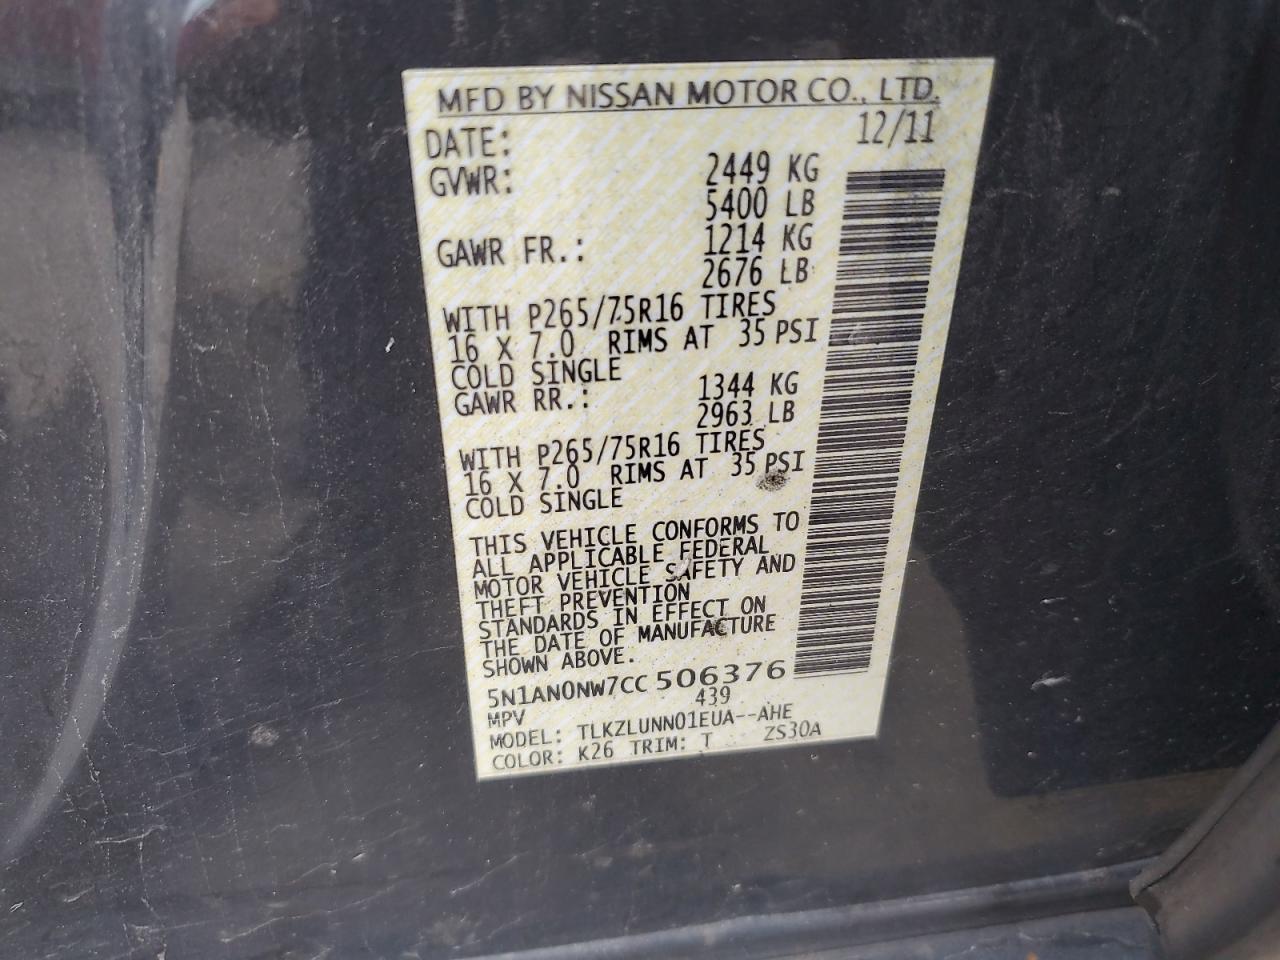 MFD BY NISSAN MOTOR CO., LTD.
DATE: 12/11
GVWR: 2449 KG
5400 LB
GAWR FR.: 1214 KG
2676 LB
WITH P265/75R16 TIRES
16 X 7.0 RIMS AT 35 PSI
COLD SINGLE
GAWR RR.: 1344 KG
2963 LB
WITH P265/75R16 TIRES
16 X 7.0 RIMS AT 35 PSI
COLD SINGLE
THIS VEHICLE CONFORMS TO
ALL APPLICABLE FEDERAL
MOTOR VEHICLE SAFETY AND
THEFT PREVENTION
STANDARDS IN EFFECT ON
THE DATE OF MANUFACTURE
SHOWN ABOVE.
5N1AN0NW7CC 506376
MPV 439
MODEL: TLKZLUNN01EUA--AHE
COLOR: K26 TRIM: T ZS30A